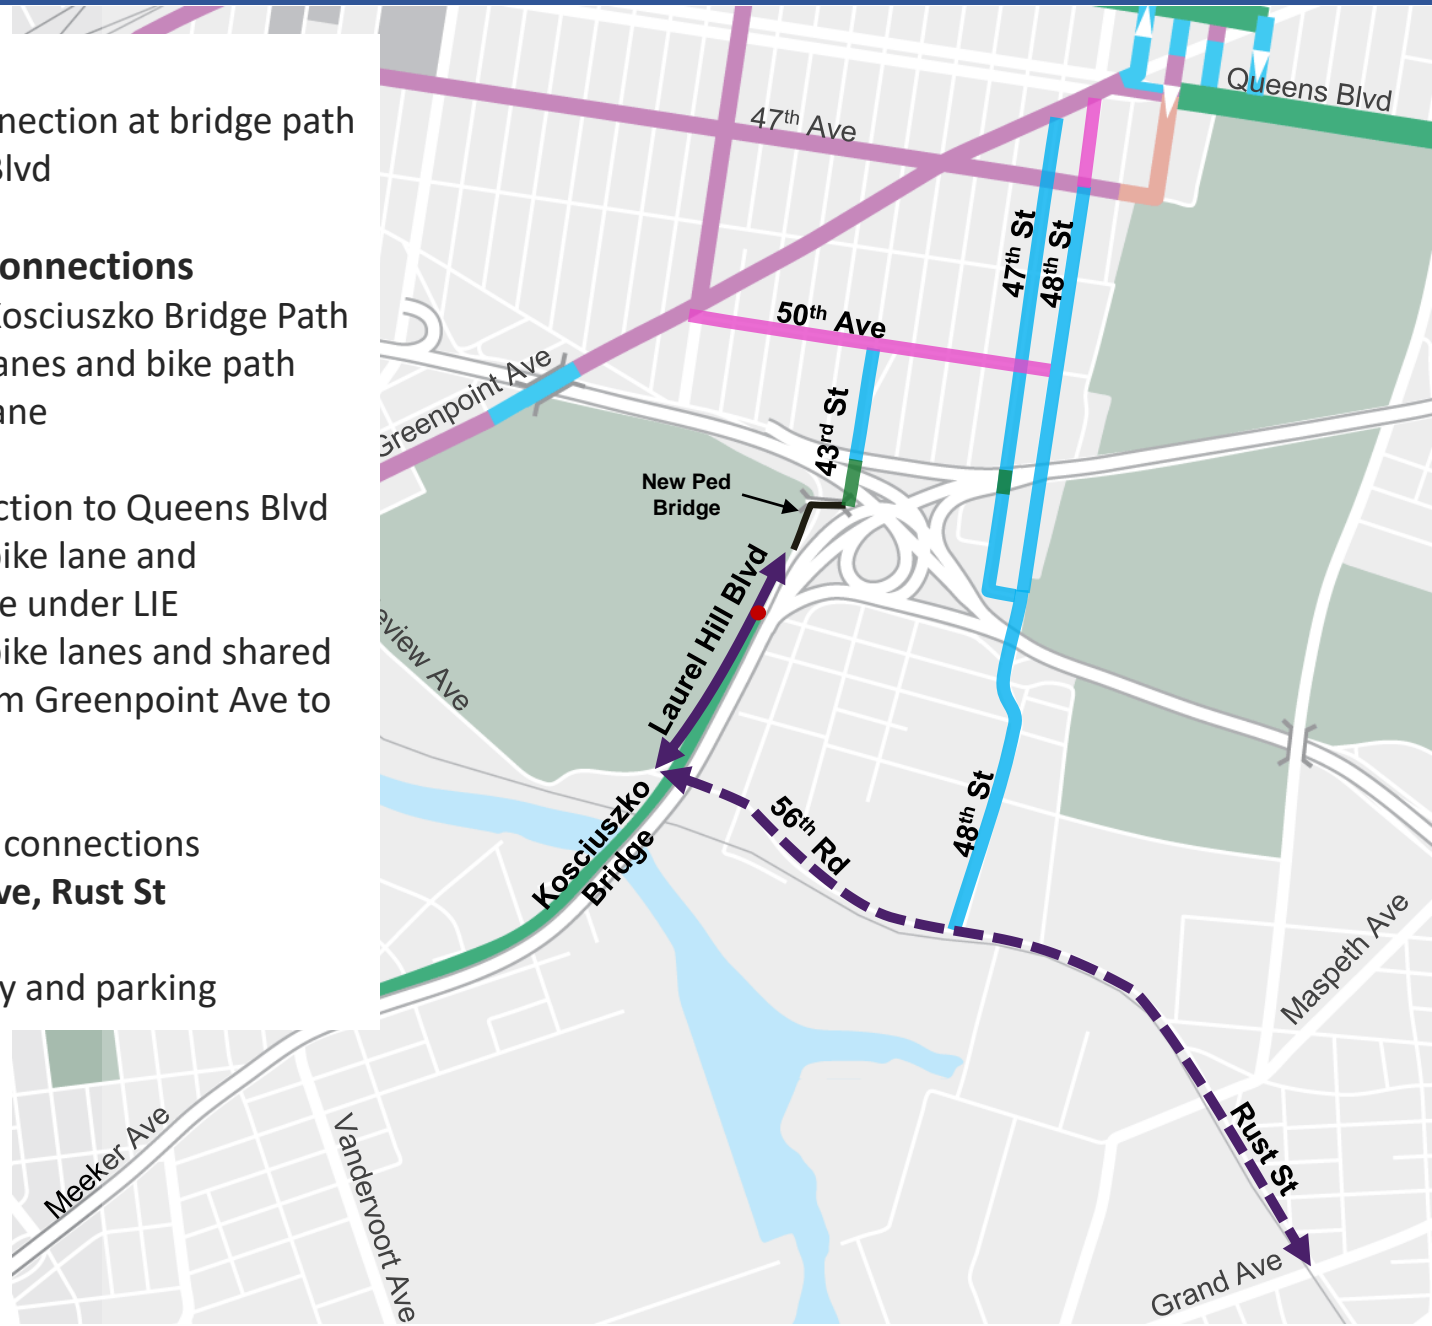 nection at bridge path
Blvd
onnections
Kosciuszko Bridge Path
anes and bike path
ane
ction to Queens Blvd
bike lane and
e under LIE
bike lanes and shared
m Greenpoint Ave to
connections
ve, Rust St
y and parking
Queens Blvd
47th Ave
47th St
48th St
50th Ave
Greenpoint Ave
43rd St
New Ped
Bridge
Laurel Hill Blvd
eview Ave
Kosciuszko
Bridge
56th Rd
48th St
Maspeth Ave
Rust St
Grand Ave
Meeker Ave
Vandervoort Ave